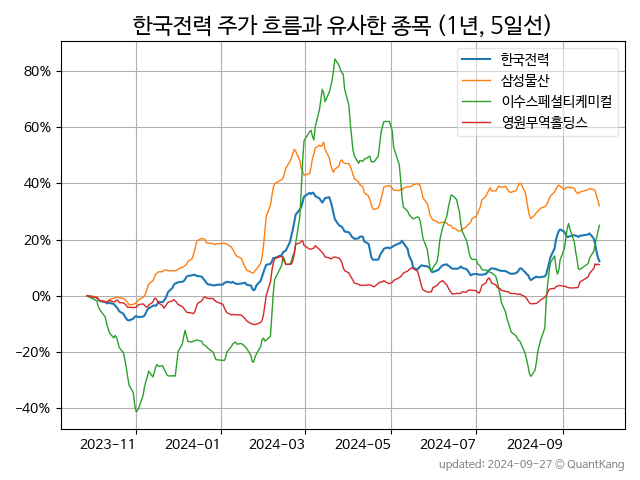 한국전력 주가 흐름과 유사한 종목 (1년, 5일선)
한국전력
삼성물산
이수스페셜티케미컬
영원무역홀딩스
80%
60%
40%
20%
0%
−20%
−40%
2023-11
2024-01
2024-03
2024-05
2024-07
2024-09
updated: 2024-09-27 © QuantKang